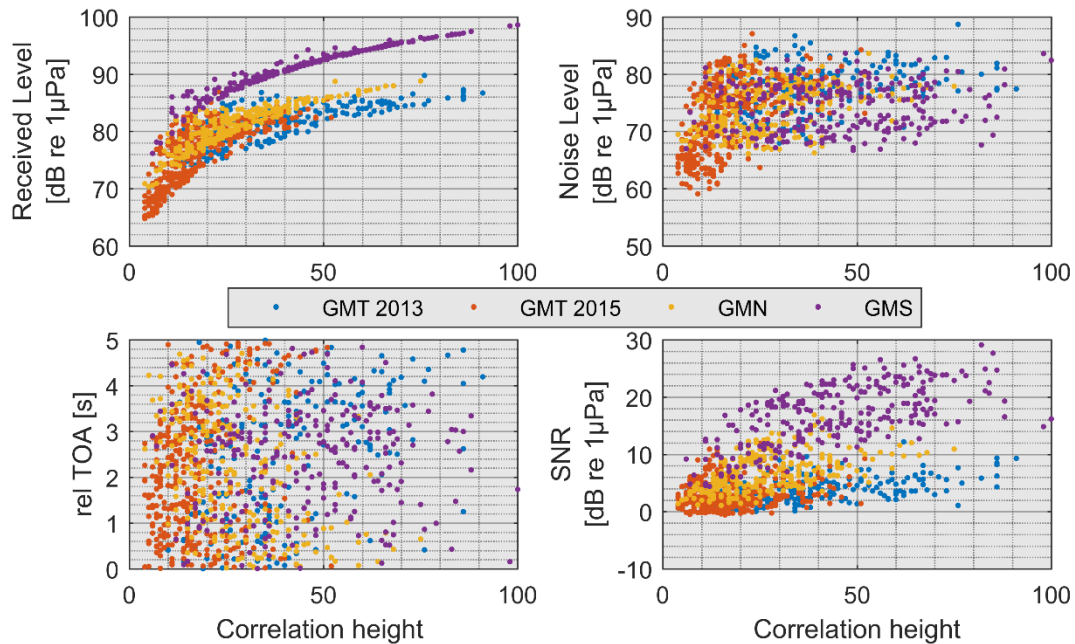 Received Level
[dB re 1µPa]
100
90
80
70
60
0
50
100
Noise Level
[dB re 1µPa]
90
80
70
60
50
0
50
100
GMT 2013
GMT 2015
GMN
GMS
rel TOA [s]
5
4
3
2
1
0
0
50
100
Correlation height
SNR
[dB re 1µPa]
30
20
10
0
-10
0
50
100
Correlation height